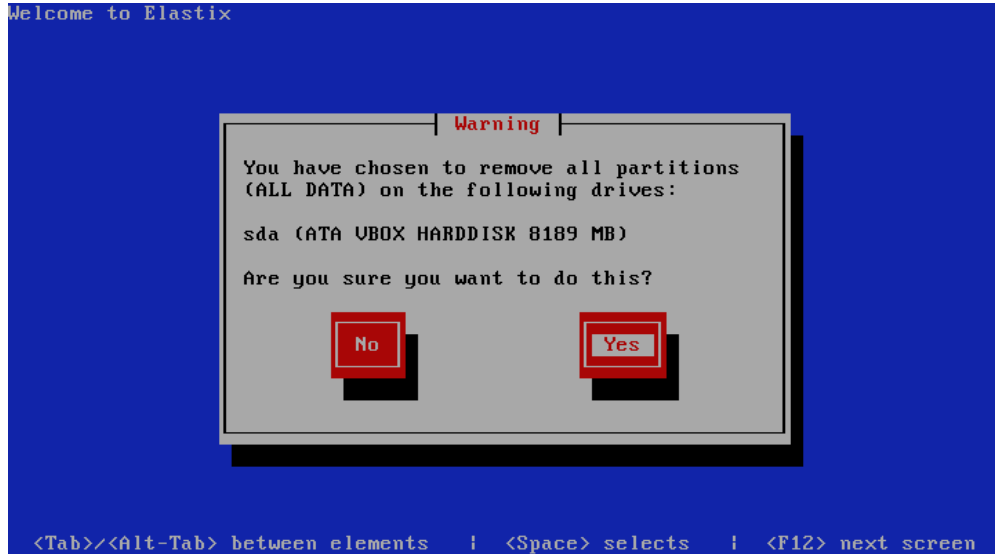 Welcome to Elastix
Warning
You have chosen to remove all partitions
(ALL DATA) on the following drives:
sda (ATA VBOX HARDDISK 8189 MB)
Are you sure you want to do this?
No Yes
<Tab>/<Alt-Tab> between elements | <Space> selects | <F12> next screen